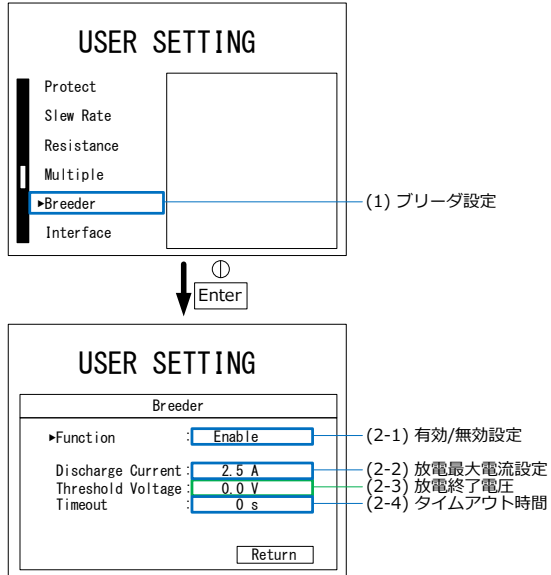 USER SETTING
Protect
Slew Rate
Resistance
Multiple
▶Breeder
Interface
(1) ブリーダ設定
Enter
USER SETTING
Breeder
▶Function : Enable
(2-1) 有効/無効設定
Discharge Current : 2.5 A
(2-2) 放電最大電流設定
Threshold Voltage : 0.0 V
(2-3) 放電終了電圧
Timeout : 0 s
(2-4) タイムアウト時間
Return